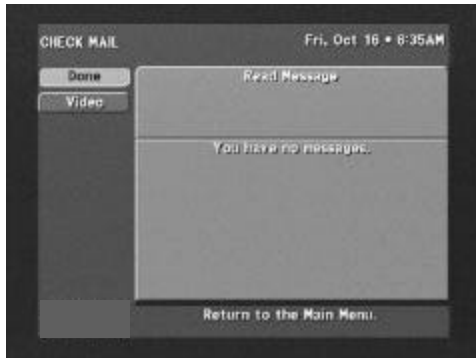 CHECK MAIL
Fri, Oct 16 • 6:35AM
Done
Read Message
Video
You have no messages.
Return to the Main Menu.